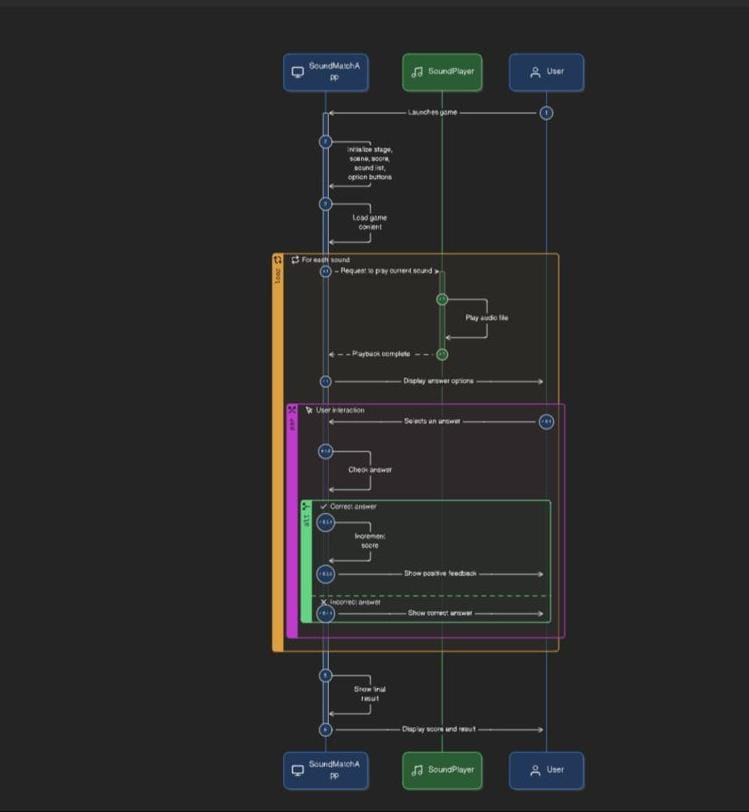 SoundMatchA
pp
SoundPlayer
User
Launches game
Initialize stage,
scene, score,
sound list,
option buttons
Load game
content
loop
For each sound
Request to play current sound
Play audio file
Playback complete
Display answer options
par
User interaction
Selects an answer
Check answer
alt
Correct answer
Increment
score
Show positive feedback
Incorrect answer
Show correct answer
Show final
result
Display score and result
SoundMatchA
pp
SoundPlayer
User